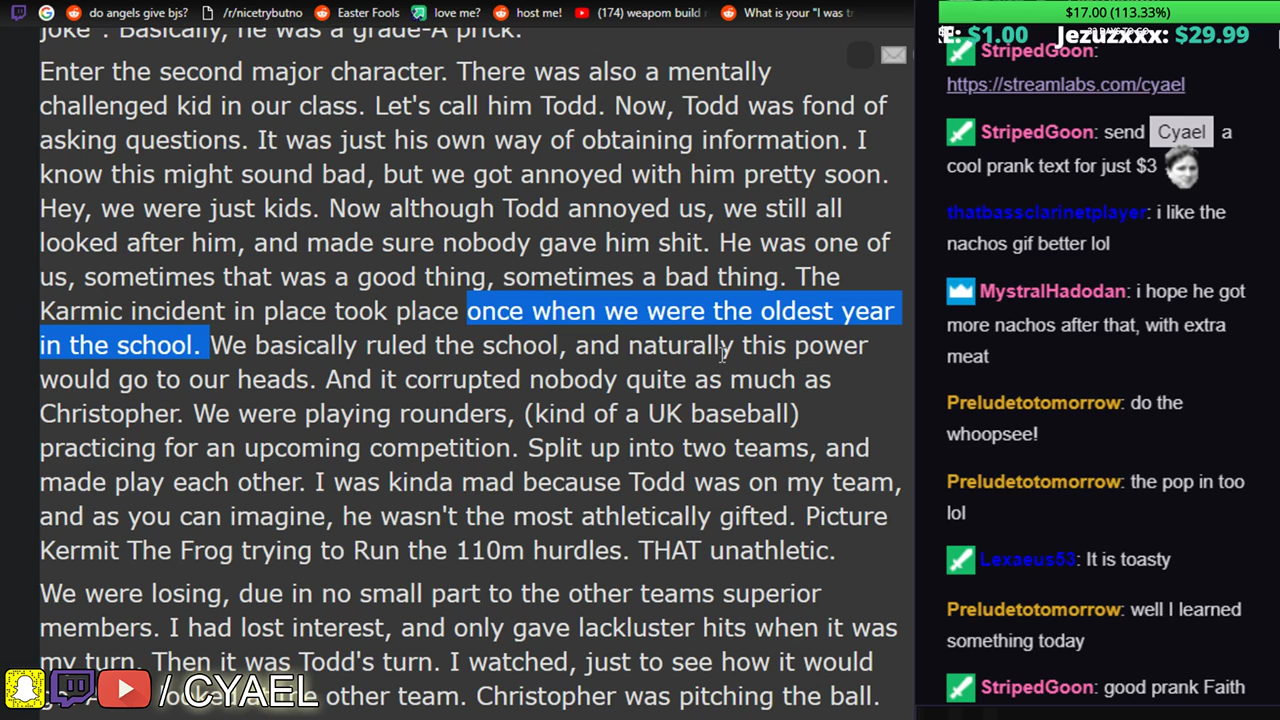 do angels give bjs?
/r/nicetrybutno
Easter Fools
love me?
host me!
(174) weapom build
What is your "I was t
$17.00 (113.33%)
E: $1.00 Jezuzxxx: $29.99
joke". Basically, he was a grade-A prick.
Enter the second major character. There was also a mentally
challenged kid in our class. Let's call him Todd. Now, Todd was fond of
asking questions. It was just his own way of obtaining information. I
know this might sound bad, but we got annoyed with him pretty soon.
Hey, we were just kids. Now although Todd annoyed us, we still all
looked after him, and made sure nobody gave him shit. He was one of
us, sometimes that was a good thing, sometimes a bad thing. The
Karmic incident in place took place once when we were the oldest year
in the school. We basically ruled the school, and naturally this power
would go to our heads. And it corrupted nobody quite as much as
Christopher. We were playing rounders, (kind of a UK baseball)
practicing for an upcoming competition. Split up into two teams, and
made play each other. I was kinda mad because Todd was on my team,
and as you can imagine, he wasn't the most athletically gifted. Picture
Kermit The Frog trying to Run the 110m hurdles. THAT unathletic.
We were losing, due in no small part to the other teams superior
members. I had lost interest, and only gave lackluster hits when it was
my turn. Then it was Todd's turn. I watched, just to see how it would
other team. Christopher was pitching the ball.
/ CYAEL
StripedGoon:
https://streamlabs.com/cyael
StripedGoon: send Cyael a
cool prank text for just $3
thatbassclarinetplayer: i like the
nachos gif better lol
MystralHadodan: i hope he got
more nachos after that, with extra
meat
Preludetotomorrow: do the
whoopsee!
Preludetotomorrow: the pop in too
lol
Lexaeus53: It is toasty
Preludetotomorrow: well I learned
something today
StripedGoon: good prank Faith